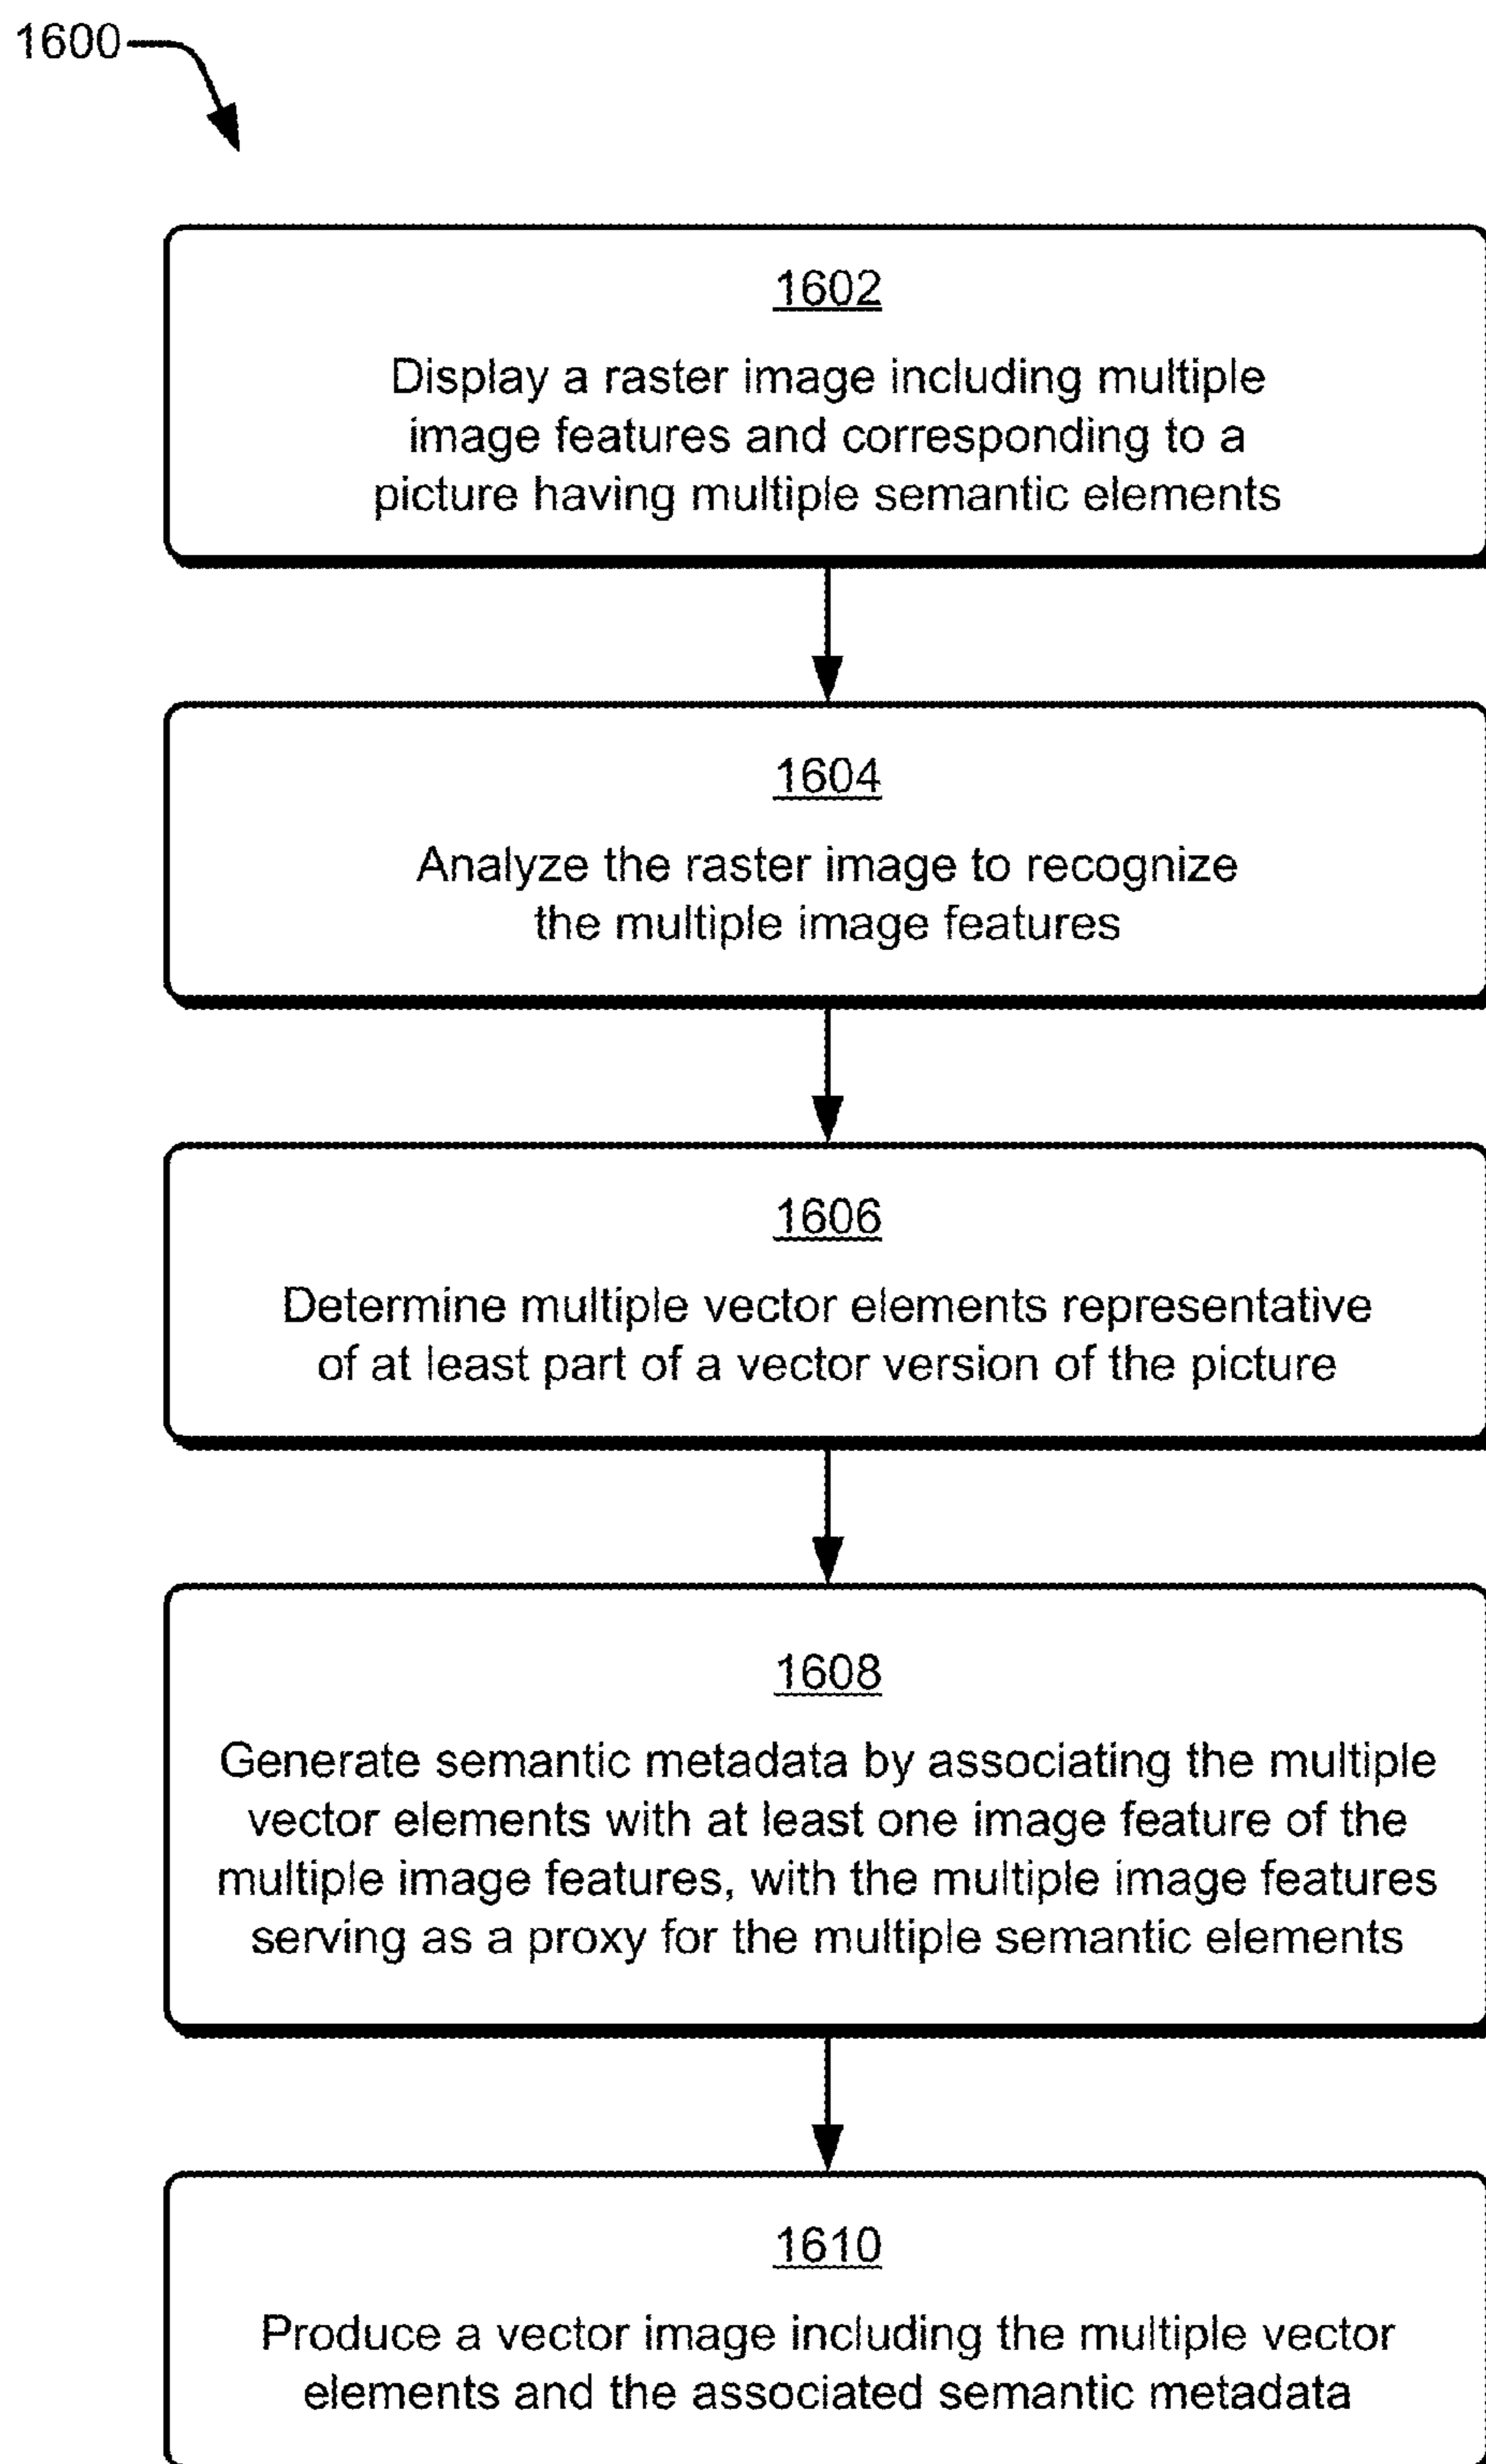 1600
1602
Display a raster image including multiple
image features and corresponding to a
picture having multiple semantic elements
1604
Analyze the raster image to recognize
the multiple image features
1606
Determine multiple vector elements representative
of at least part of a vector version of the picture
1608
Generate semantic metadata by associating the multiple
vector elements with at least one image feature of the
multiple image features, with the multiple image features
serving as a proxy for the multiple semantic elements
1610
Produce a vector image including the multiple vector
elements and the associated semantic metadata